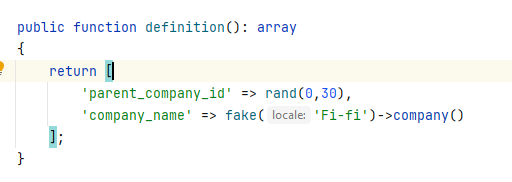 public function definition(): array
{
    return [
        'parent_company_id' => rand(0,30),
        'company_name' => fake( locale: 'Fi-fi')->company()
    ];
}